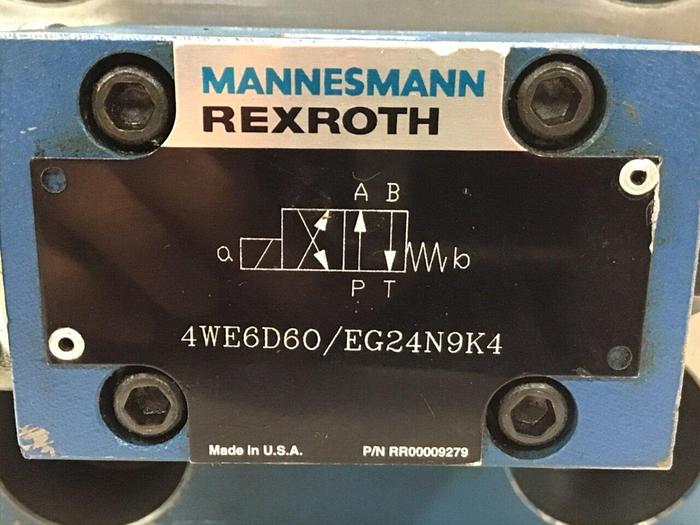 MANNESMANN
REXROTH
A B
a b
P T
4WE6D60/EG24N9K4
Made in U.S.A. P/N RR00009279